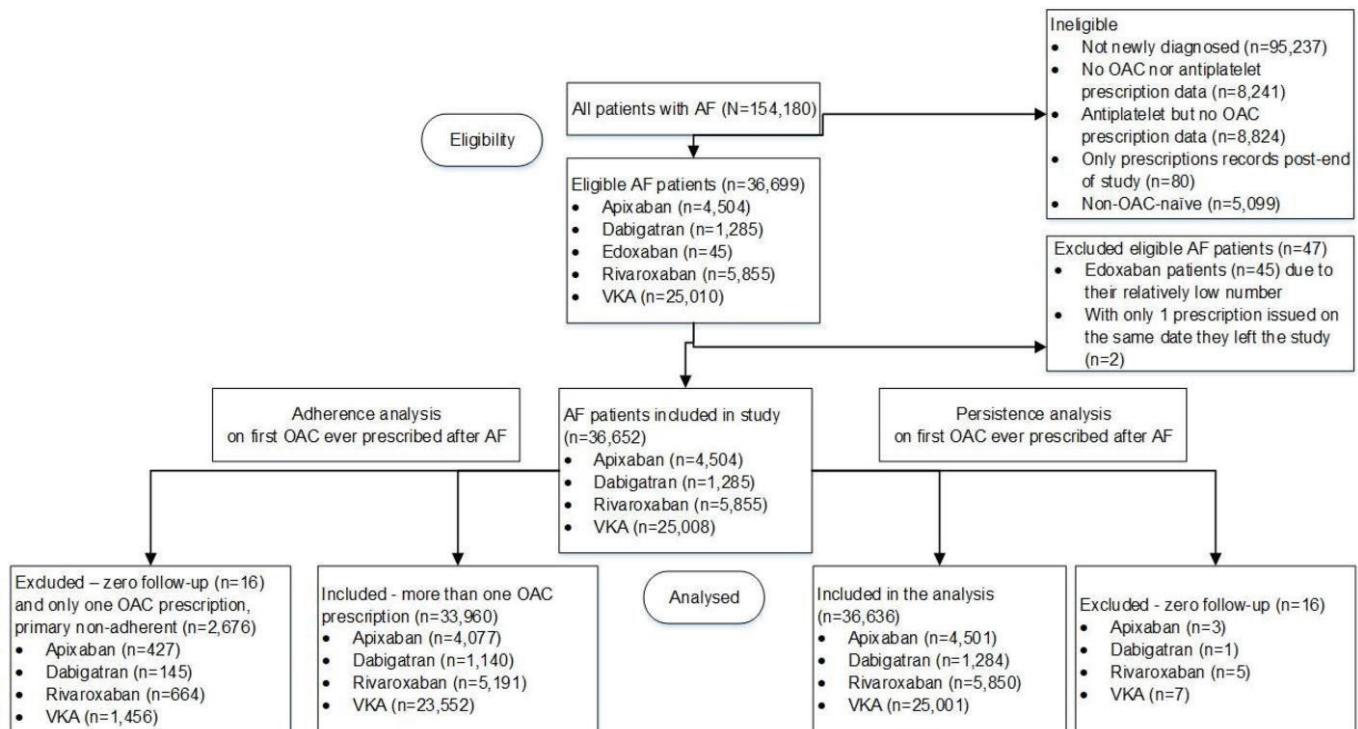 Ineligible
• Not newly diagnosed (n=95,237)
• No OAC nor antiplatelet
prescription data (n=8,241)
• Antiplatelet but no OAC
prescription data (n=8,824)
• Only prescriptions records post-end
of study (n=80)
• Non-OAC-naïve (n=5,099)
All patients with AF (N=154,180)
Eligibility
Eligible AF patients (n=36,699)
• Apixaban (n=4,504)
• Dabigatran (n=1,285)
• Edoxaban (n=45)
• Rivaroxaban (n=5,855)
• VKA (n=25,010)
Excluded eligible AF patients (n=47)
• Edoxaban patients (n=45) due to
their relatively low number
• With only 1 prescription issued on
the same date they left the study
(n=2)
Adherence analysis
on first OAC ever prescribed after AF
AF patients included in study
(n=36,652)
• Apixaban (n=4,504)
• Dabigatran (n=1,285)
• Rivaroxaban (n=5,855)
• VKA (n=25,008)
Persistence analysis
on first OAC ever prescribed after AF
Excluded – zero follow-up (n=16)
and only one OAC prescription,
primary non-adherent (n=2,676)
• Apixaban (n=427)
• Dabigatran (n=145)
• Rivaroxaban (n=664)
• VKA (n=1,456)
Included - more than one OAC
prescription (n=33,960)
• Apixaban (n=4,077)
• Dabigatran (n=1,140)
• Rivaroxaban (n=5,191)
• VKA (n=23,552)
Analysed
Included in the analysis
(n=36,636)
• Apixaban (n=4,501)
• Dabigatran (n=1,284)
• Rivaroxaban (n=5,850)
• VKA (n=25,001)
Excluded - zero follow-up (n=16)
• Apixaban (n=3)
• Dabigatran (n=1)
• Rivaroxaban (n=5)
• VKA (n=7)